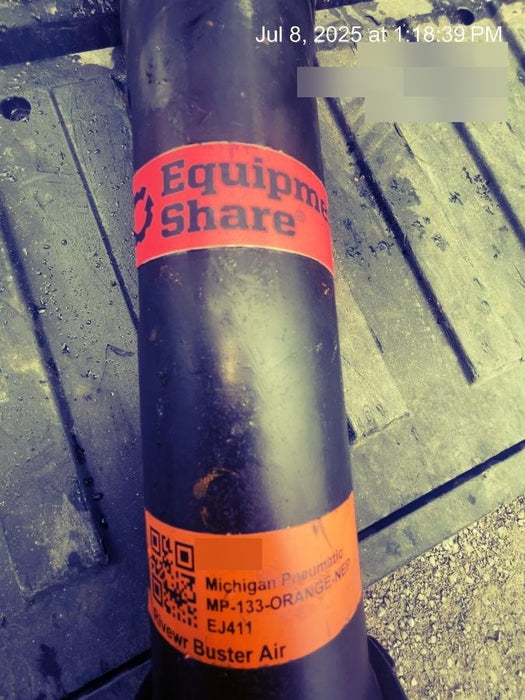 Jul 8, 2025 at 1:18:39 PM
Equipme
Share®
Michigan Pneumatic
MP-133-ORANGE-NEP
EJ411
Rivewr Buster Air